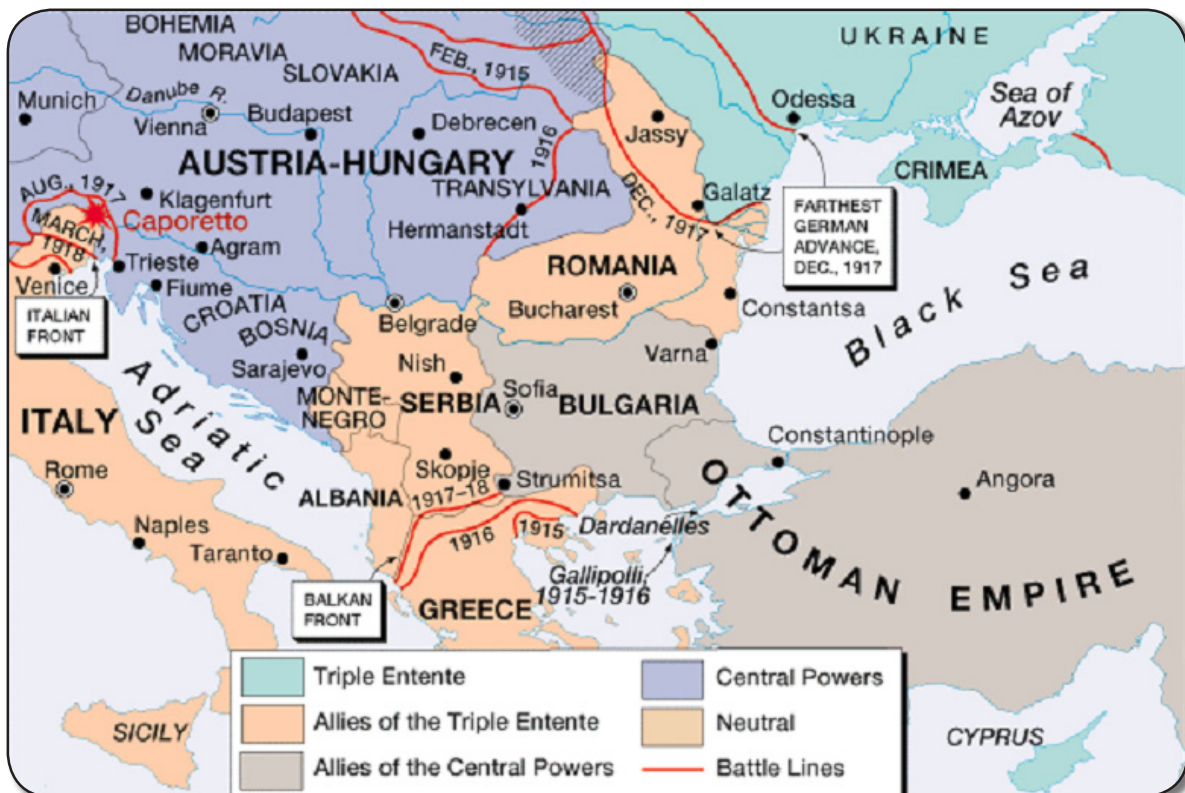 BOHEMIA
MORAVIA
SLOVAKIA
FEB., 1915
UKRAINE
Munich
Danube R.
Vienna
Budapest
Debrecen
Jassy
Odessa
Sea of
Azov
AUSTRIA-HUNGARY
1916
CRIMEA
AUG., 1917
Klagenfurt
TRANSYLVANIA
DEC., 1917
Galatz
FARTHEST
GERMAN
ADVANCE,
DEC., 1917
MARCH,
1918
Caporetto
Hermanstadt
Agram
Trieste
Venice
Fiume
ROMANIA
Bucharest
Constantsa
Black Sea
ITALIAN
FRONT
CROATIA
BOSNIA
Belgrade
Sarajevo
Nish
Varna
Adriatic
Sea
MONTE-
NEGRO
SERBIA
Sofia
BULGARIA
ITALY
Rome
Skopje
Strumitsa
Constantinople
ALBANIA
1917–18
Angora
OTTOMAN EMPIRE
Naples
Taranto
1916
1915
Dardanelles
Gallipolli,
1915-1916
BALKAN
FRONT
GREECE
SICILY
CYPRUS
Triple Entente
Central Powers
Allies of the Triple Entente
Neutral
Allies of the Central Powers
Battle Lines